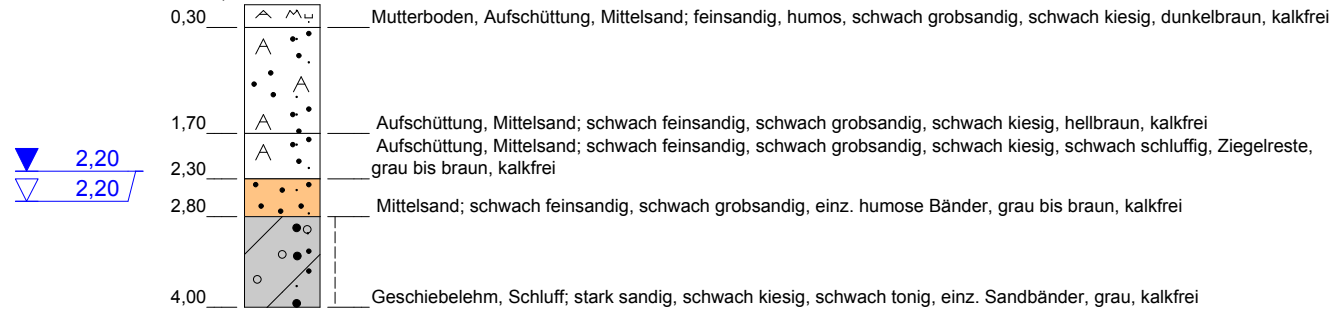 0,30 Mutterboden, Aufschüttung, Mittelsand; feinsandig, humos, schwach grobsandig, schwach kiesig, dunkelbraun, kalkfrei
A Mu
A
A
1,70 A Aufschüttung, Mittelsand; schwach feinsandig, schwach grobsandig, schwach kiesig, hellbraun, kalkfrei
A Aufschüttung, Mittelsand; schwach feinsandig, schwach grobsandig, schwach kiesig, schwach schluffig, Ziegelreste,
2,20
2,30 grau bis braun, kalkfrei
2,20
2,80 Mittelsand; schwach feinsandig, schwach grobsandig, einz. humose Bänder, grau bis braun, kalkfrei
4,00 Geschiebelehm, Schluff; stark sandig, schwach kiesig, schwach tonig, einz. Sandbänder, grau, kalkfrei